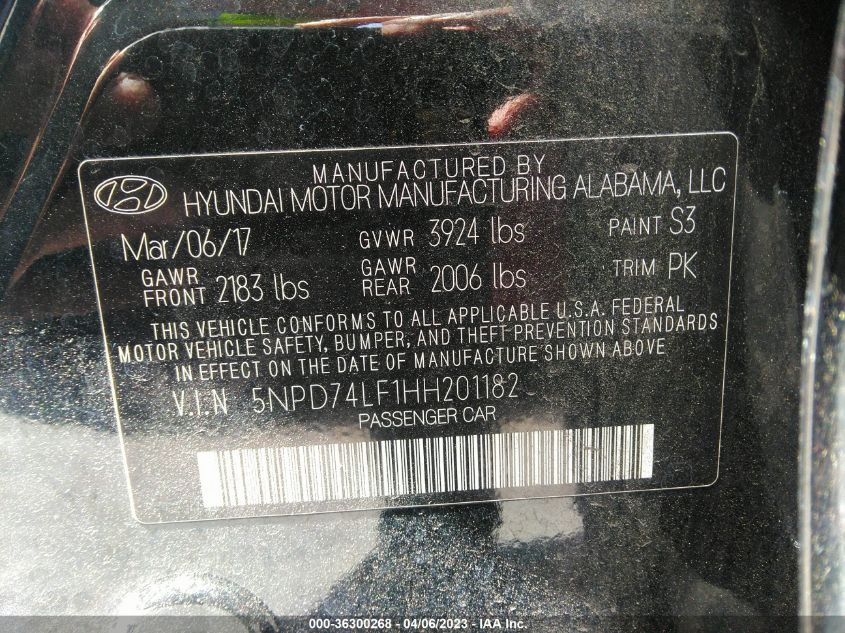 MANUFACTURED BY
HYUNDAI MOTOR MANUFACTURING ALABAMA, LLC
Mar/06/17 GVWR 3924 lbs PAINT S3
GAWR FRONT 2183 lbs GAWR REAR 2006 lbs TRIM PK
THIS VEHICLE CONFORMS TO ALL APPLICABLE U.S.A. FEDERAL
MOTOR VEHICLE SAFETY, BUMPER, AND THEFT PREVENTION STANDARDS
IN EFFECT ON THE DATE OF MANUFACTURE SHOWN ABOVE
V.I.N 5NPD74LF1HH201182
PASSENGER CAR
000-36300268 - 04/06/2023 - IAA Inc.